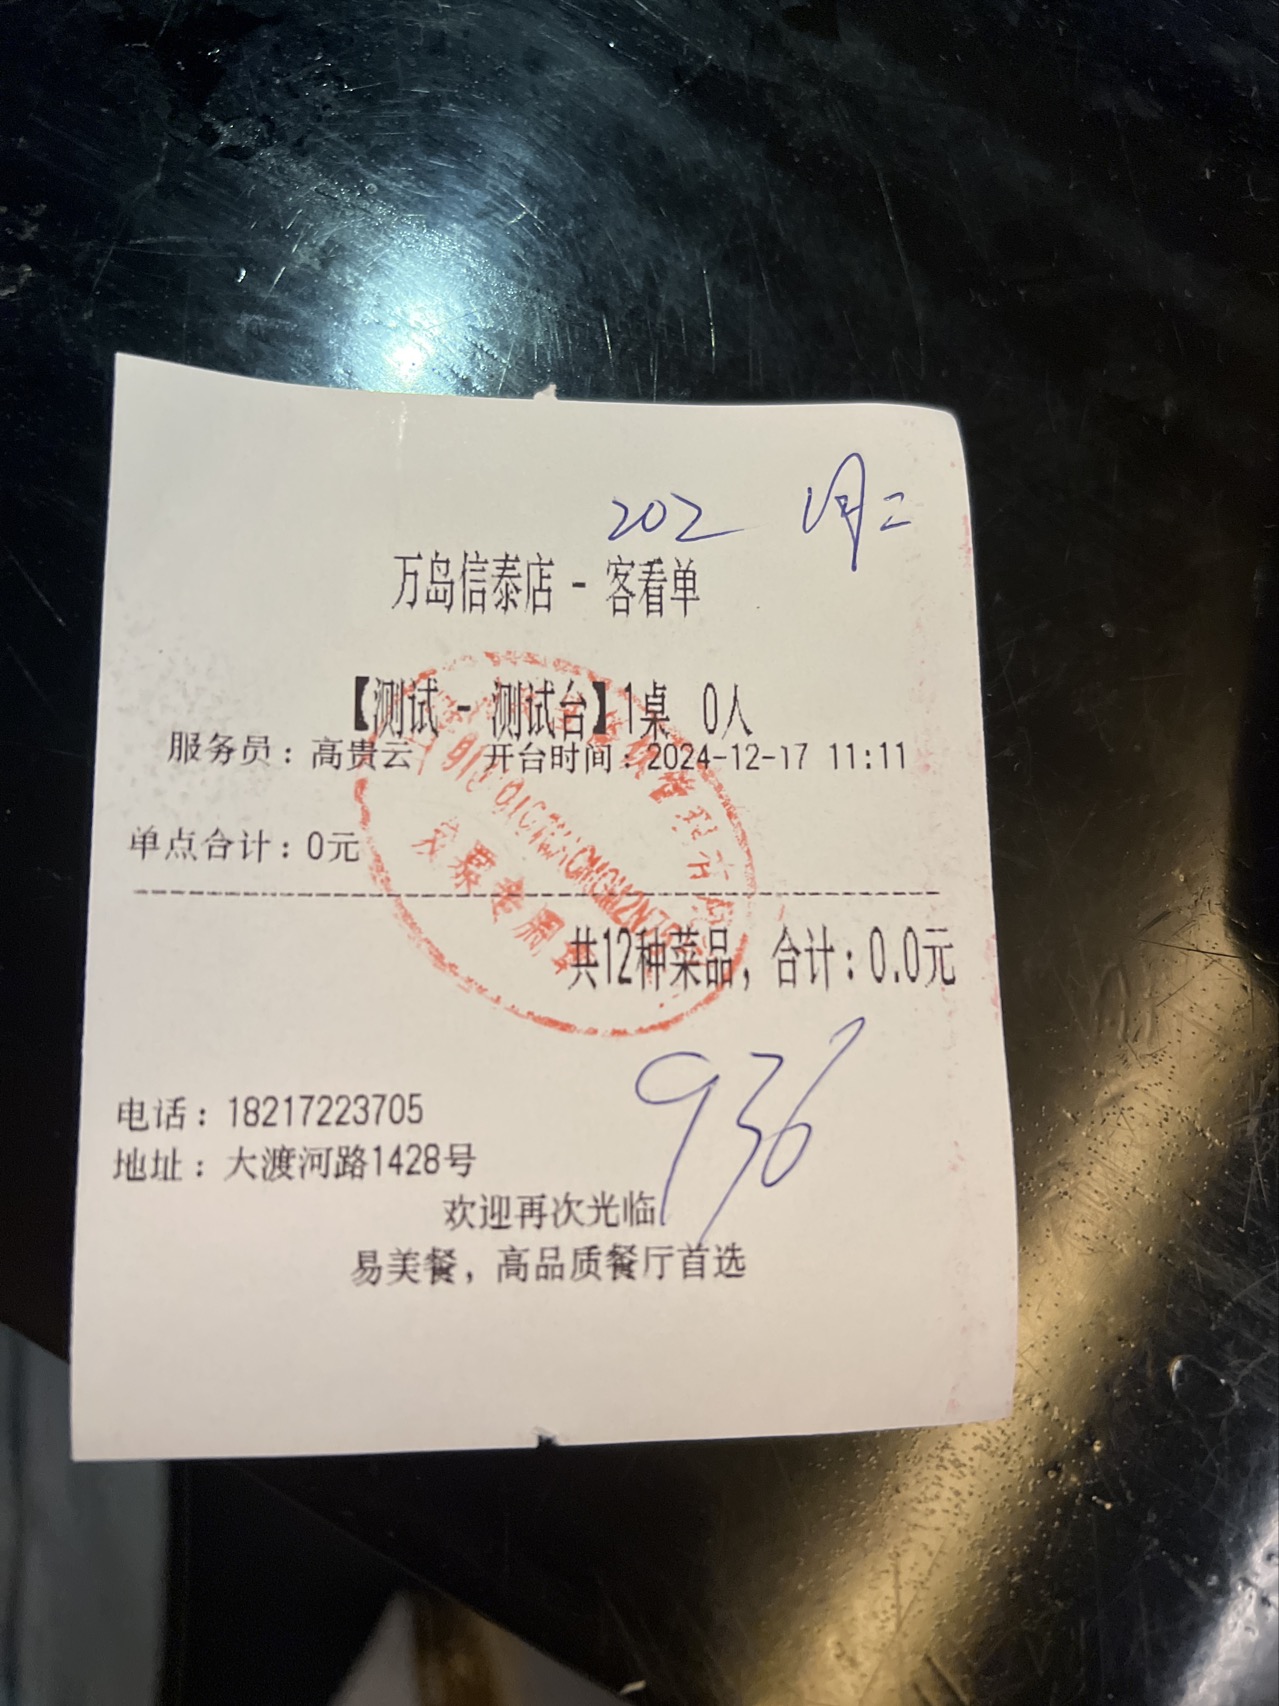 202
万岛信泰店 - 客看单
【测试 - 测试台】1桌 0人
服务员：高贵云 开台时间：2024-12-17 11:11
单点合计：0元
共12种菜品，合计：0.0元
936
电话：18217223705
地址：大渡河路1428号
欢迎再次光临
易美餐，高品质餐厅首选